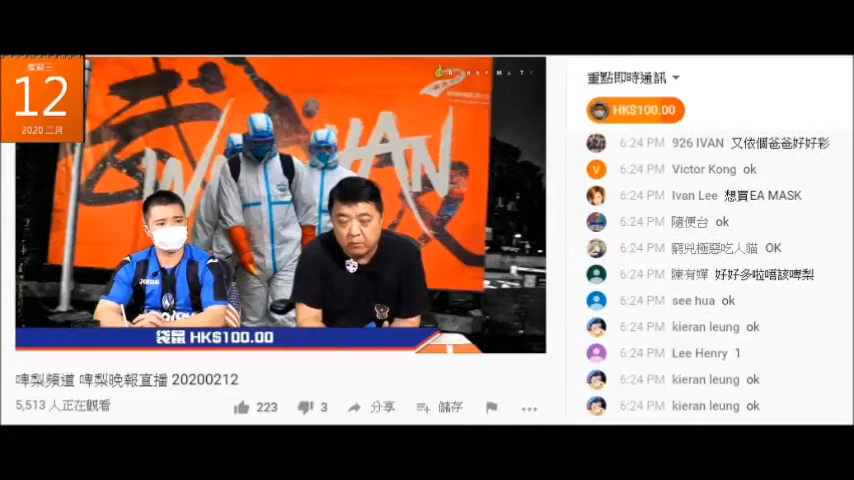 星期三
12
2020 二月
武
WUHAN
及
袋鼠 HK$100.00
啤梨頻道 啤梨晚報直播 20200212
5,513 人正在觀看
223
3
分享
儲存
重點即時通訊
HK$100.00
6:24 PM 926 IVAN 又依個爸爸好好彩
6:24 PM Victor Kong ok
6:24 PM Ivan Lee 想買EA MASK
6:24 PM 隨便台 ok
6:24 PM 窮兇極惡吃人貓 OK
6:24 PM 陳有嬋 好好多啦唔該啤梨
6:24 PM see hua ok
6:24 PM kieran leung ok
6:24 PM Lee Henry 1
6:24 PM kieran leung ok
6:24 PM kieran leung ok